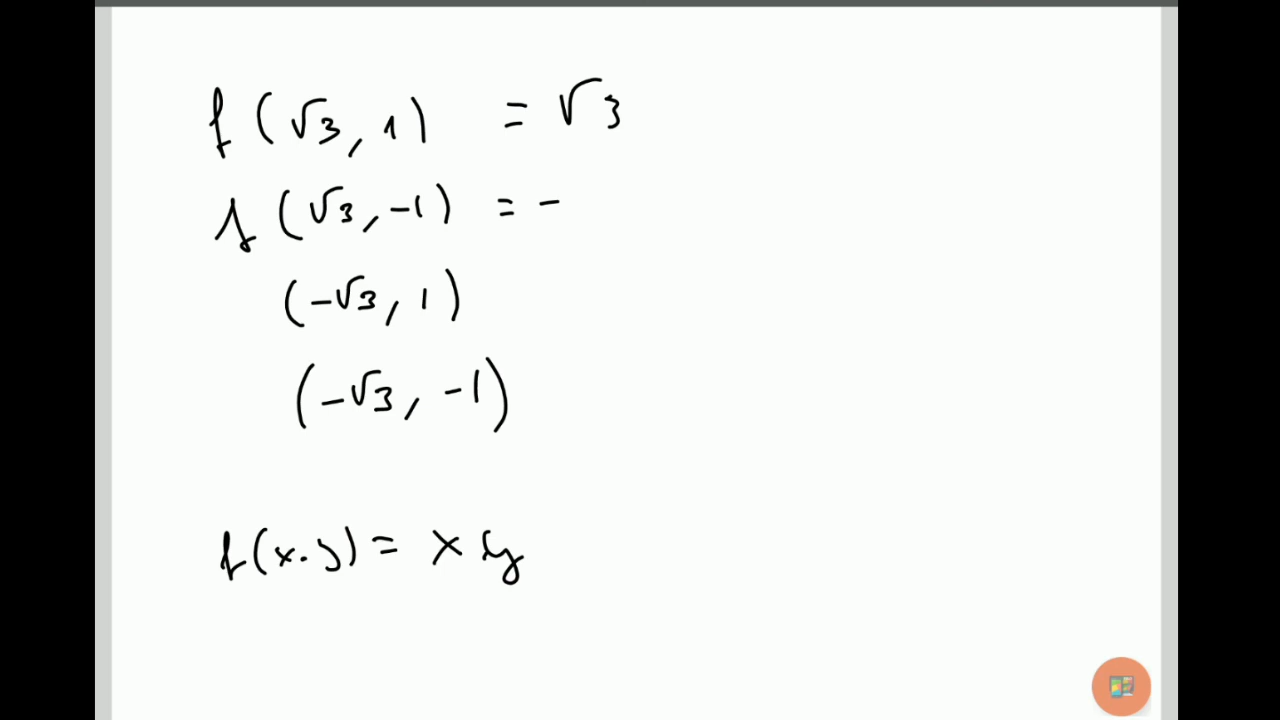 f(√3, 1) = √3
f(√3, -1) = -
(-√3, 1)
(-√3, -1)
f(x.y) = xy